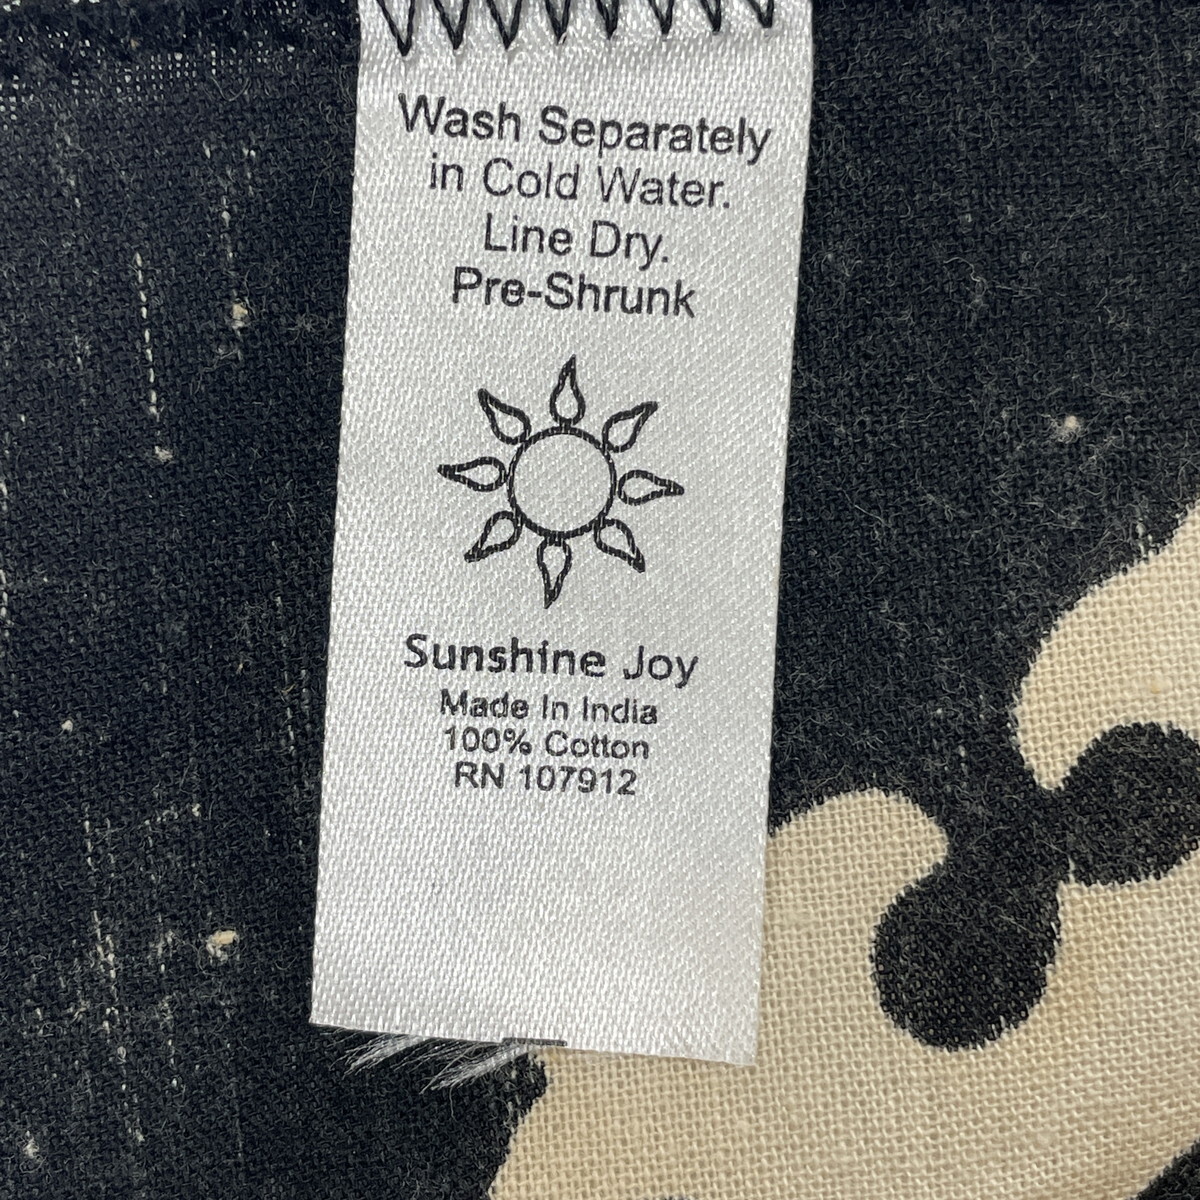 Wash Separately
in Cold Water.
Line Dry.
Pre-Shrunk
Sunshine Joy
Made In India
100% Cotton
RN 107912